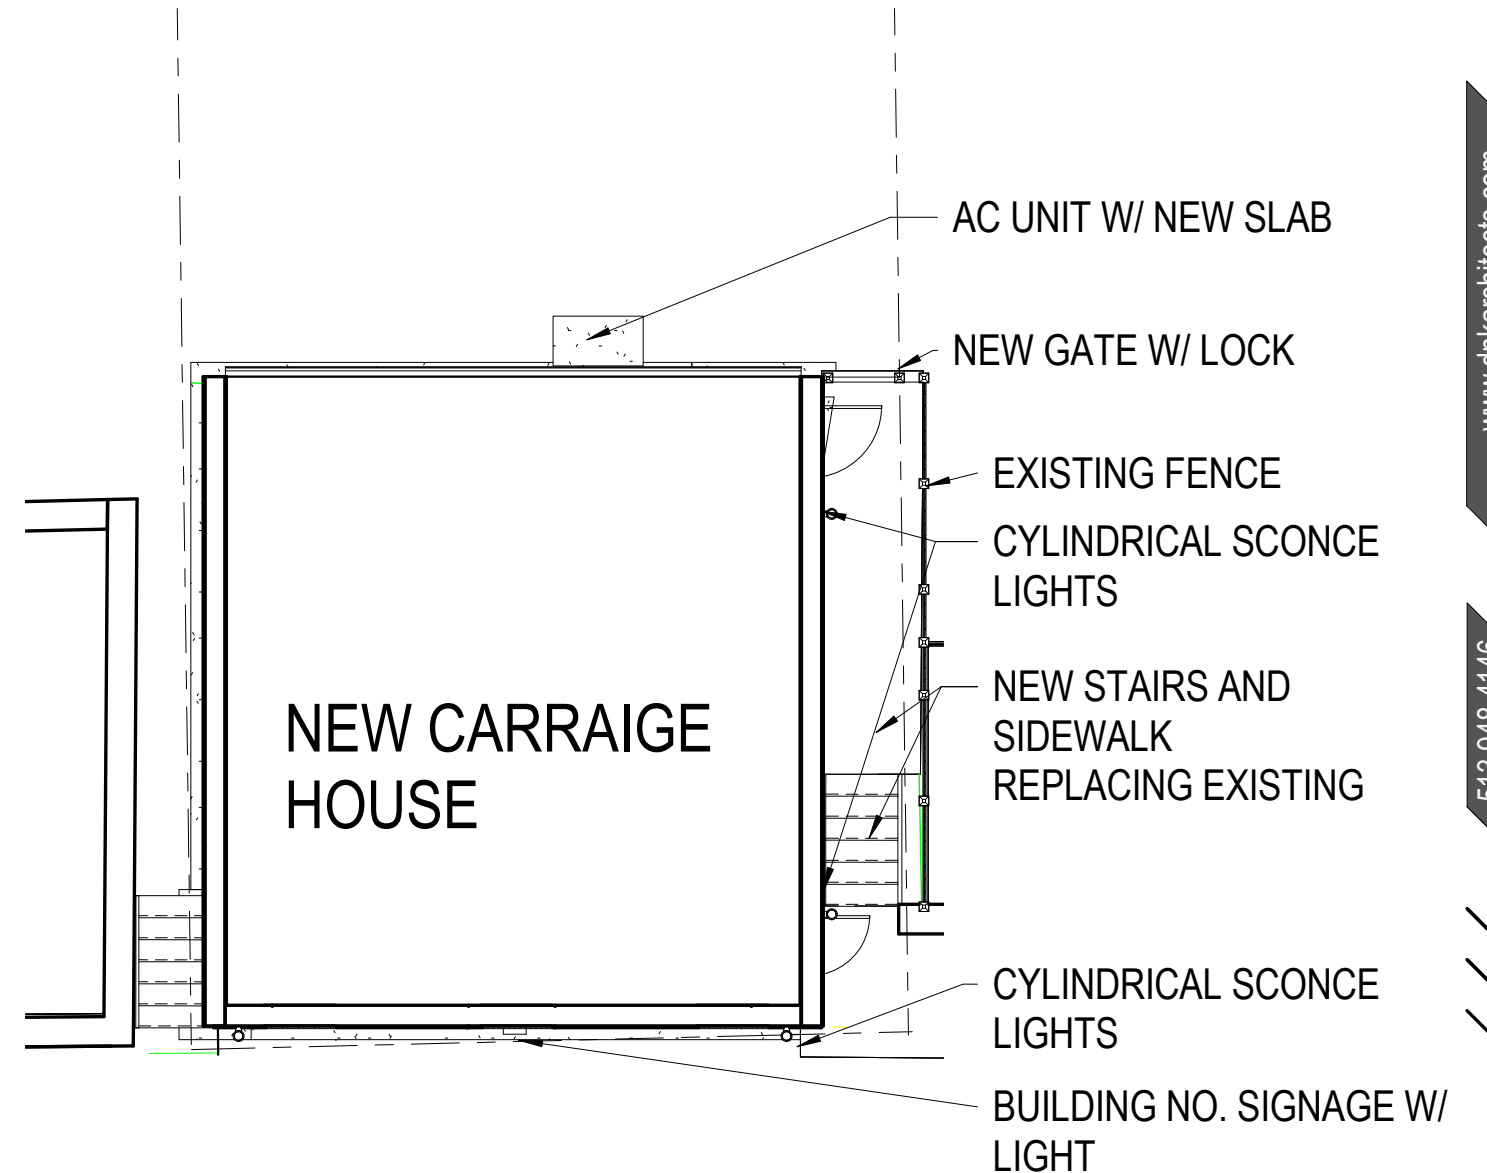 AC UNIT W/ NEW SLAB
NEW GATE W/ LOCK
EXISTING FENCE
CYLINDRICAL SCONCE
LIGHTS
NEW STAIRS AND
SIDEWALK
REPLACING EXISTING
NEW CARRAIGE
HOUSE
CYLINDRICAL SCONCE
LIGHTS
BUILDING NO. SIGNAGE W/
LIGHT